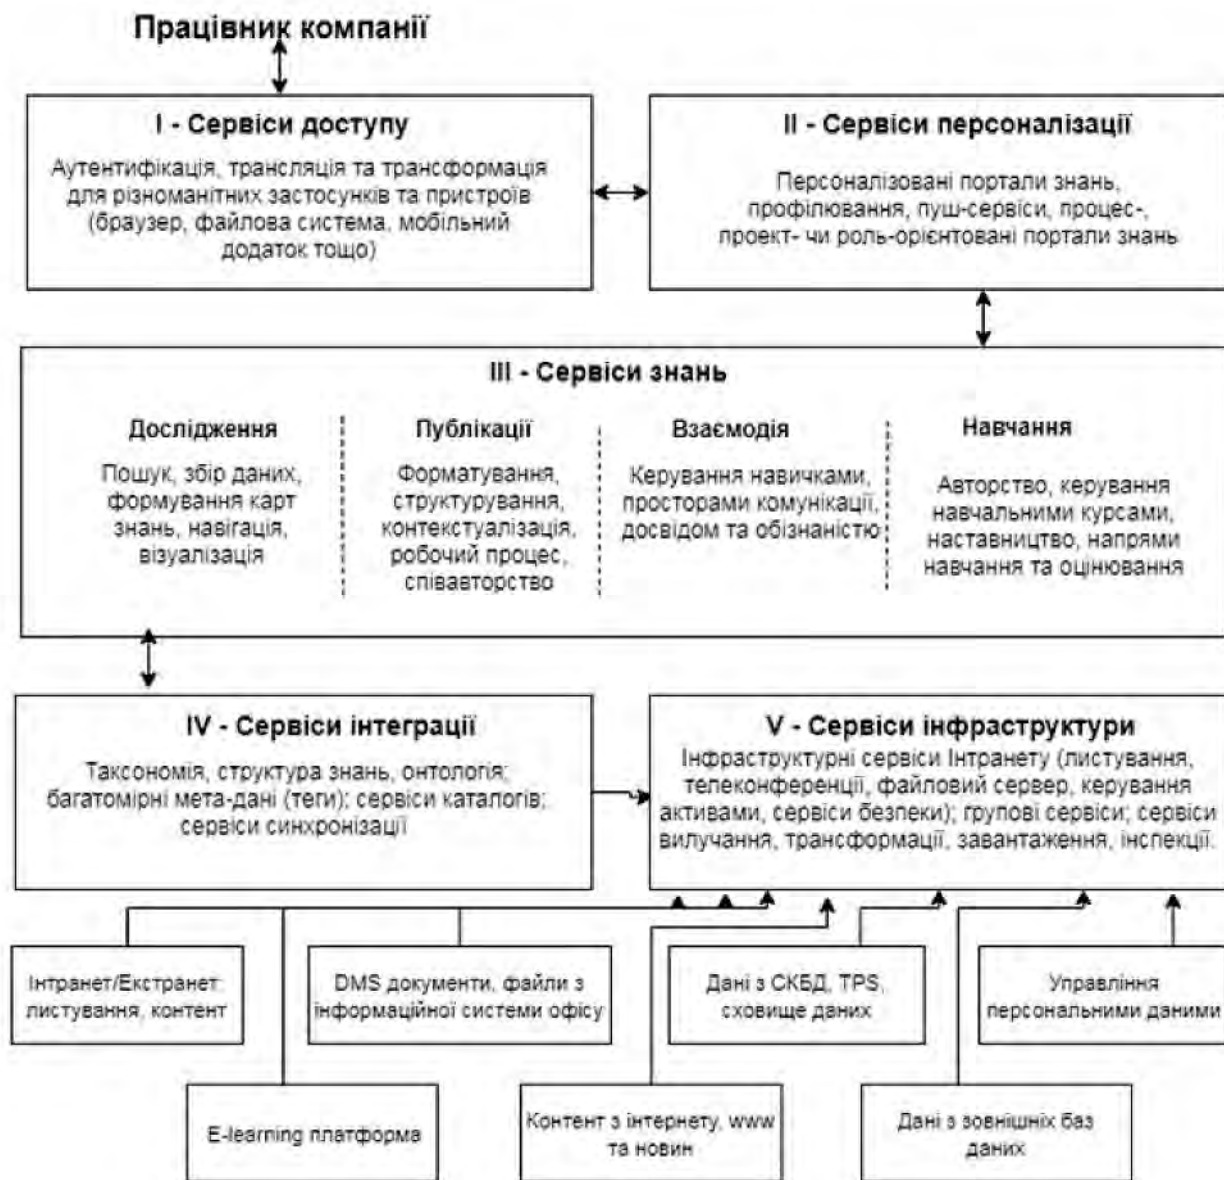 Працівник компанії
I - Сервіси доступу
Аутентифікація, трансляція та трансформація
для різноманітних застосунків та пристроїв
(браузер, файлова система, мобільний
додаток тощо)
II - Сервіси персоналізації
Персоналізовані портали знань,
профілювання, пуш-сервіси, процес-,
проект- чи роль-орієнтовані портали знань
III - Сервіси знань
Дослідження
Пошук, збір даних,
формування карт
знань, навігація,
візуалізація
Публікації
Форматування,
структурування,
контекстуалізація,
робочий процес,
співавторство
Взаємодія
Керування навичками,
просторами комунікації,
досвідом та обізнаністю
Навчання
Авторство, керування
навчальними курсами,
наставництво, напрями
навчання та оцінювання
IV - Сервіси інтеграції
Таксономія, структура знань, онтологія;
багатомірні мета-дані (теги); сервіси каталогів;
сервіси синхронізації
V - Сервіси інфраструктури
Інфраструктурні сервіси Інтранету (листування,
телеконференції, файловий сервер, керування
активами, сервіси безпеки); групові сервіси; сервіси
вилучання, трансформації, завантаження, інспекції.
Інтранет/Екстранет:
листування, контент
DMS документи, файли з
інформаційної системи офісу
Дані з СКБД, TPS,
сховище даних
Управління
персональними даними
E-learning платформа
Контент з інтернету, www
та новин
Дані з зовнішніх баз
даних